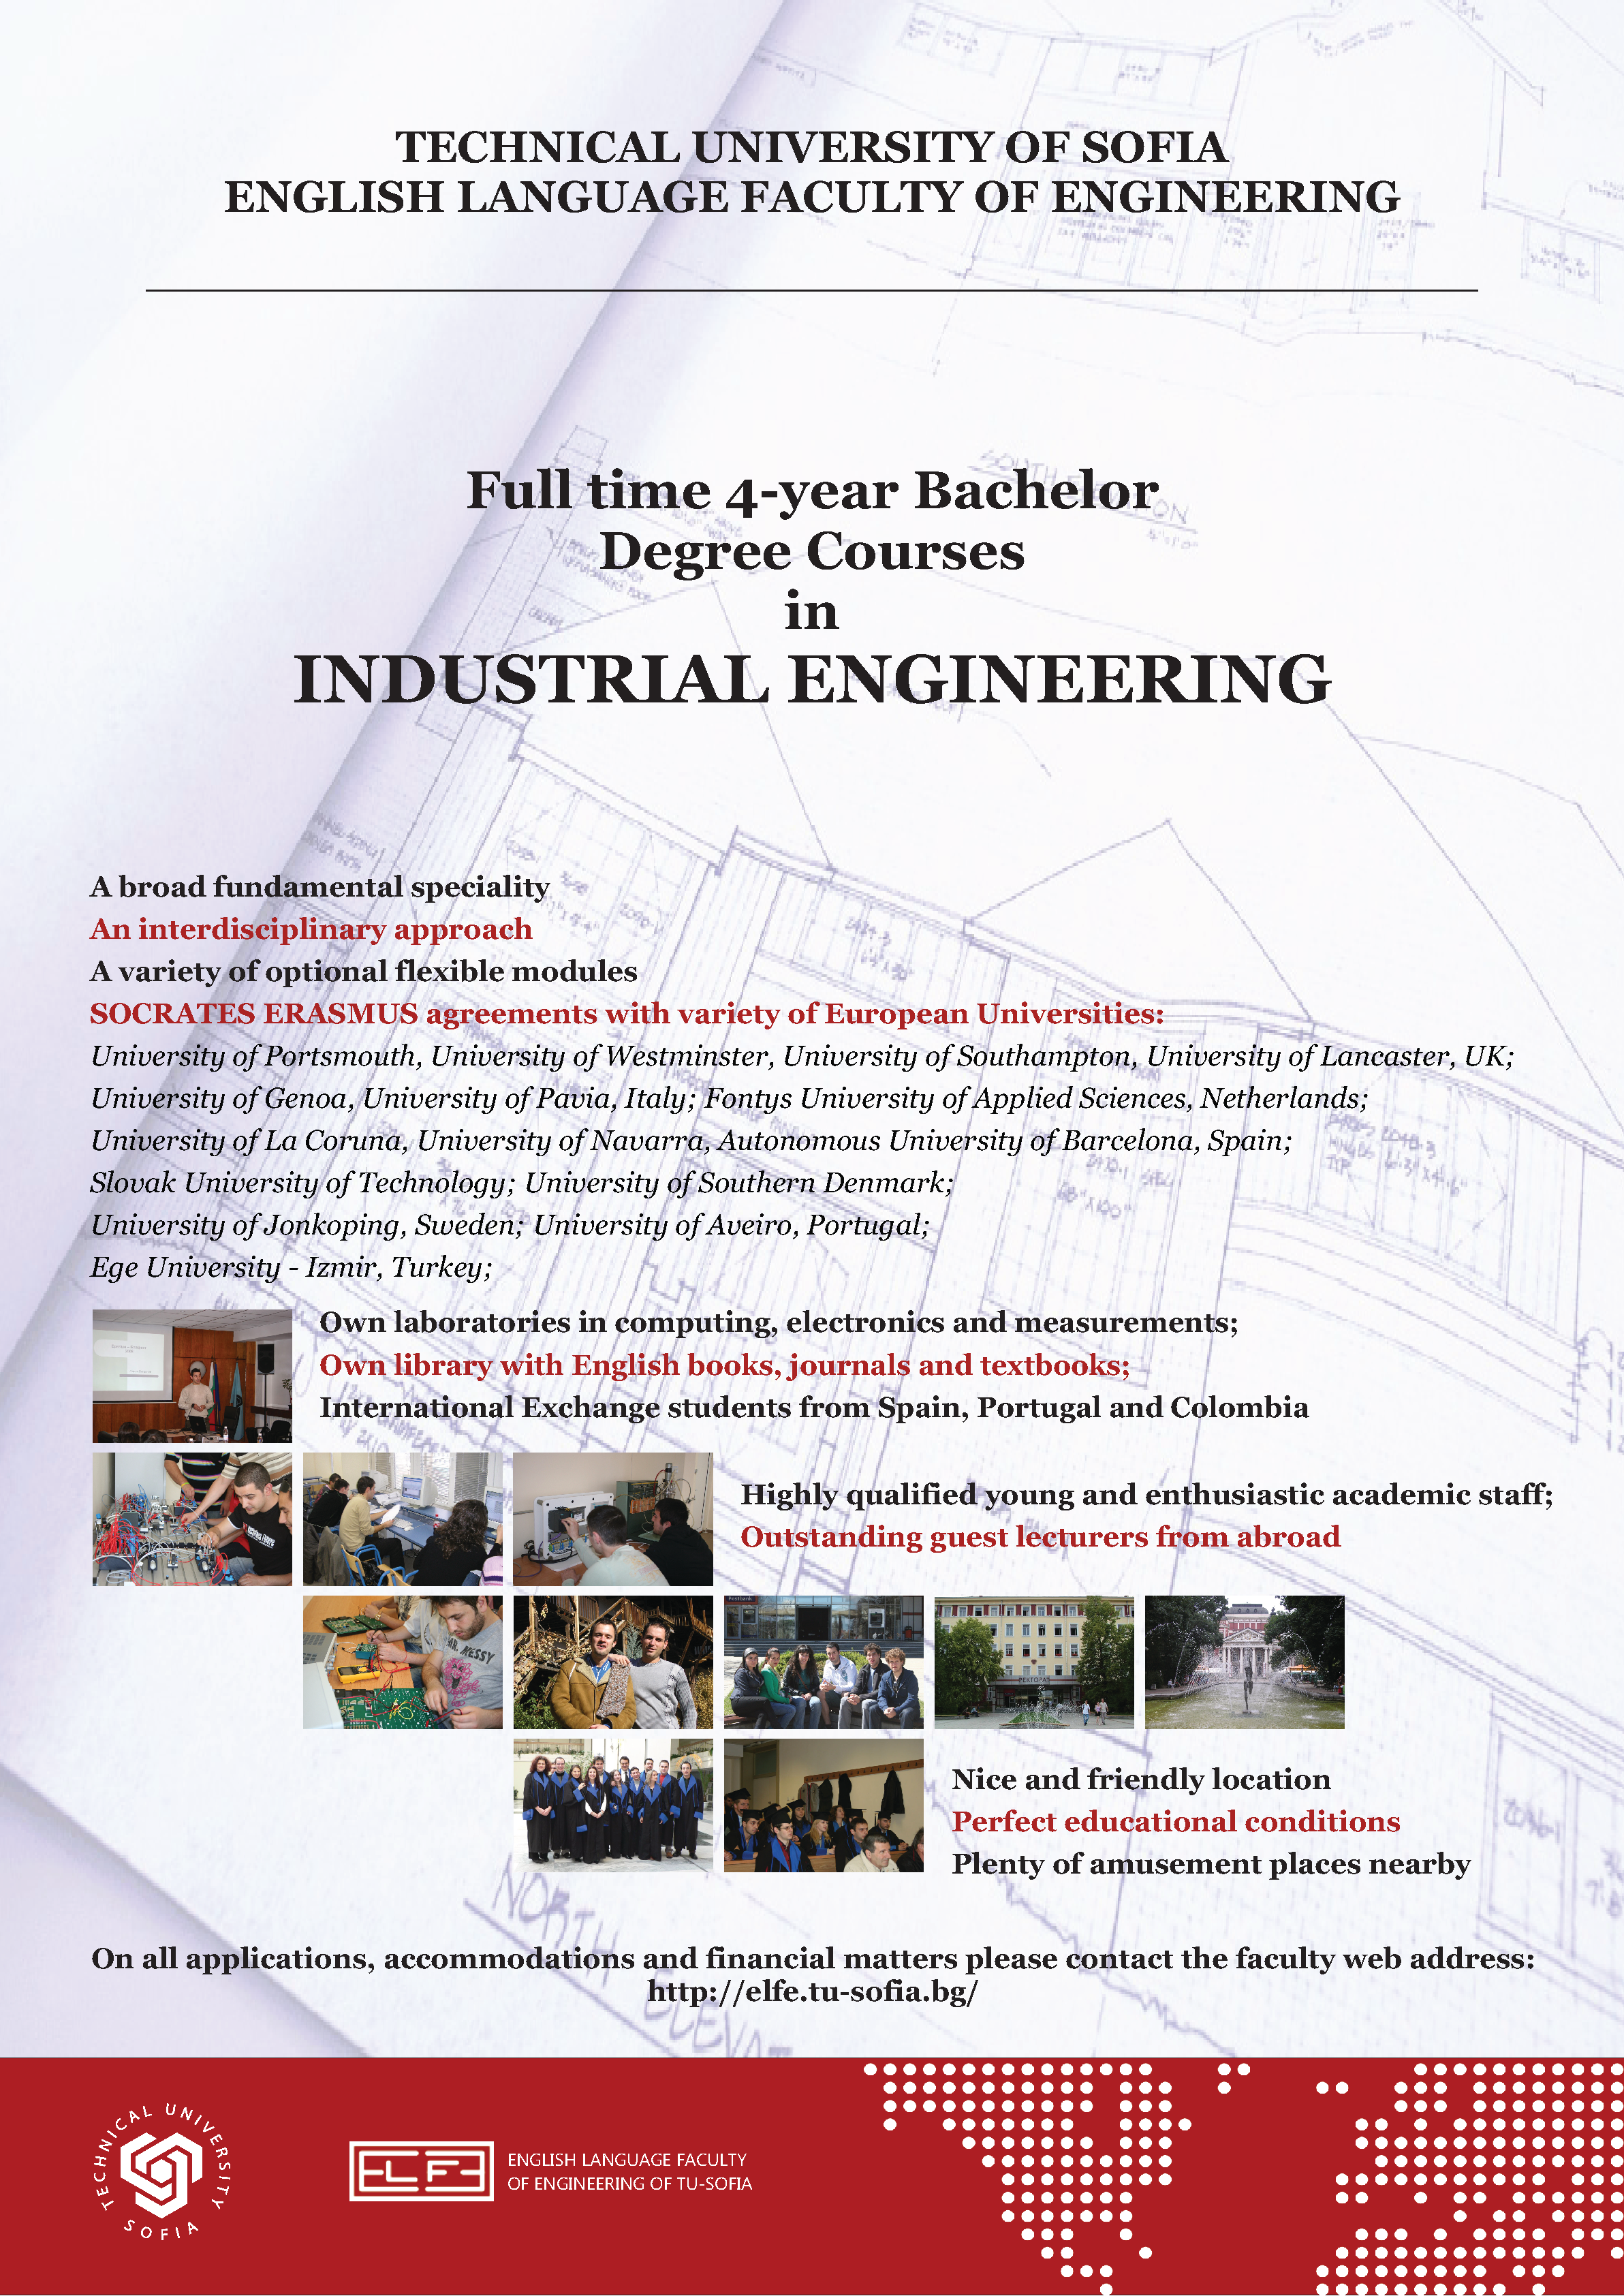 TECHNICAL UNIVERSITY OF SOFIA
ENGLISH LANGUAGE FACULTY OF ENGINEERING
Full time 4-year Bachelor
Degree Courses
in
INDUSTRIAL ENGINEERING
A broad fundamental speciality
An interdisciplinary approach
A variety of optional flexible modules
SOCRATES ERASMUS agreements with variety of European Universities:
University of Portsmouth, University of Westminster, University of Southampton, University of Lancaster, UK;
University of Genoa, University of Pavia, Italy; Fontys University of Applied Sciences, Netherlands;
University of La Coruna, University of Navarra, Autonomous University of Barcelona, Spain;
Slovak University of Technology; University of Southern Denmark;
University of Jonkoping, Sweden; University of Aveiro, Portugal;
Ege University - Izmir, Turkey;
Own laboratories in computing, electronics and measurements;
Own library with English books, journals and textbooks;
International Exchange students from Spain, Portugal and Colombia
Highly qualified young and enthusiastic academic staff;
Outstanding guest lecturers from abroad
Postbank
РЕКТОРАТ
MESSY
Nice and friendly location
Perfect educational conditions
Plenty of amusement places nearby
NORTH
SOUTH
On all applications, accommodations and financial matters please contact the faculty web address:
http://elfe.tu-sofia.bg/
TECHNICAL UNIVERSITY
SOFIA
ELFE
ENGLISH LANGUAGE FACULTY
OF ENGINEERING OF TU-SOFIA